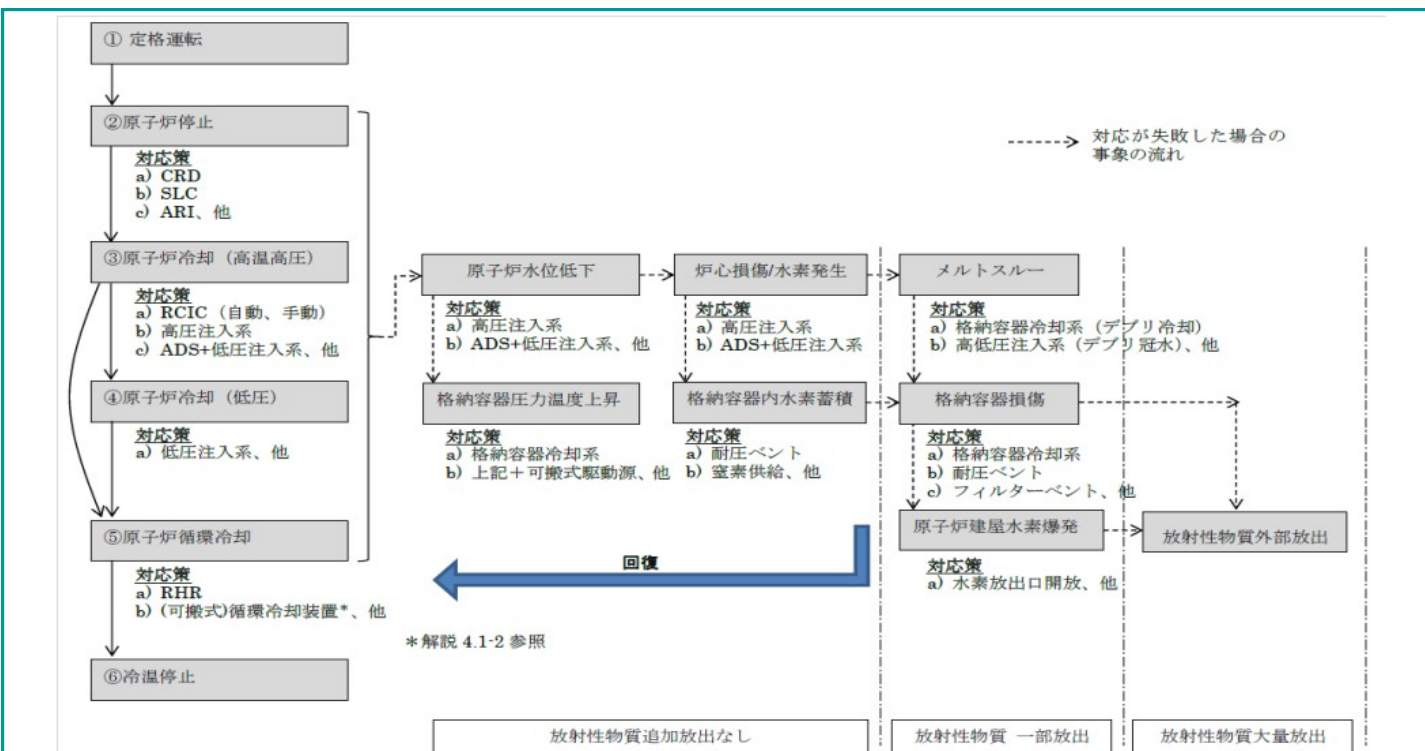 ① 定格運転
②原子炉停止
対応策
a) CRD
b) SLC
c) ARI、他
対応が失敗した場合の
事象の流れ
③原子炉冷却（高温高圧）
対応策
a) RCIC（自動、手動）
b) 高圧注入系
c) ADS+低圧注入系、他
原子炉水位低下
対応策
a) 高圧注入系
b) ADS+低圧注入系、他
炉心損傷/水素発生
対応策
a) 高圧注入系
b) ADS+低圧注入系
メルトスルー
対応策
a) 格納容器冷却系（デブリ冷却）
b) 高低圧注入系（デブリ冠水）、他
④原子炉冷却（低圧）
対応策
a) 低圧注入系、他
格納容器圧力温度上昇
対応策
a) 格納容器冷却系
b) 上記＋可搬式駆動源、他
格納容器内水素蓄積
対応策
a) 耐圧ベント
b) 窒素供給、他
格納容器損傷
対応策
a) 格納容器冷却系
b) 耐圧ベント
c) フィルターベント、他
⑤原子炉循環冷却
対応策
a) RHR
b) (可搬式)循環冷却装置*、他
回復
原子炉建屋水素爆発
対応策
a) 水素放出口開放、他
放射性物質外部放出
＊解説 4.1-2 参照
⑥冷温停止
放射性物質追加放出なし
放射性物質 一部放出
放射性物質大量放出